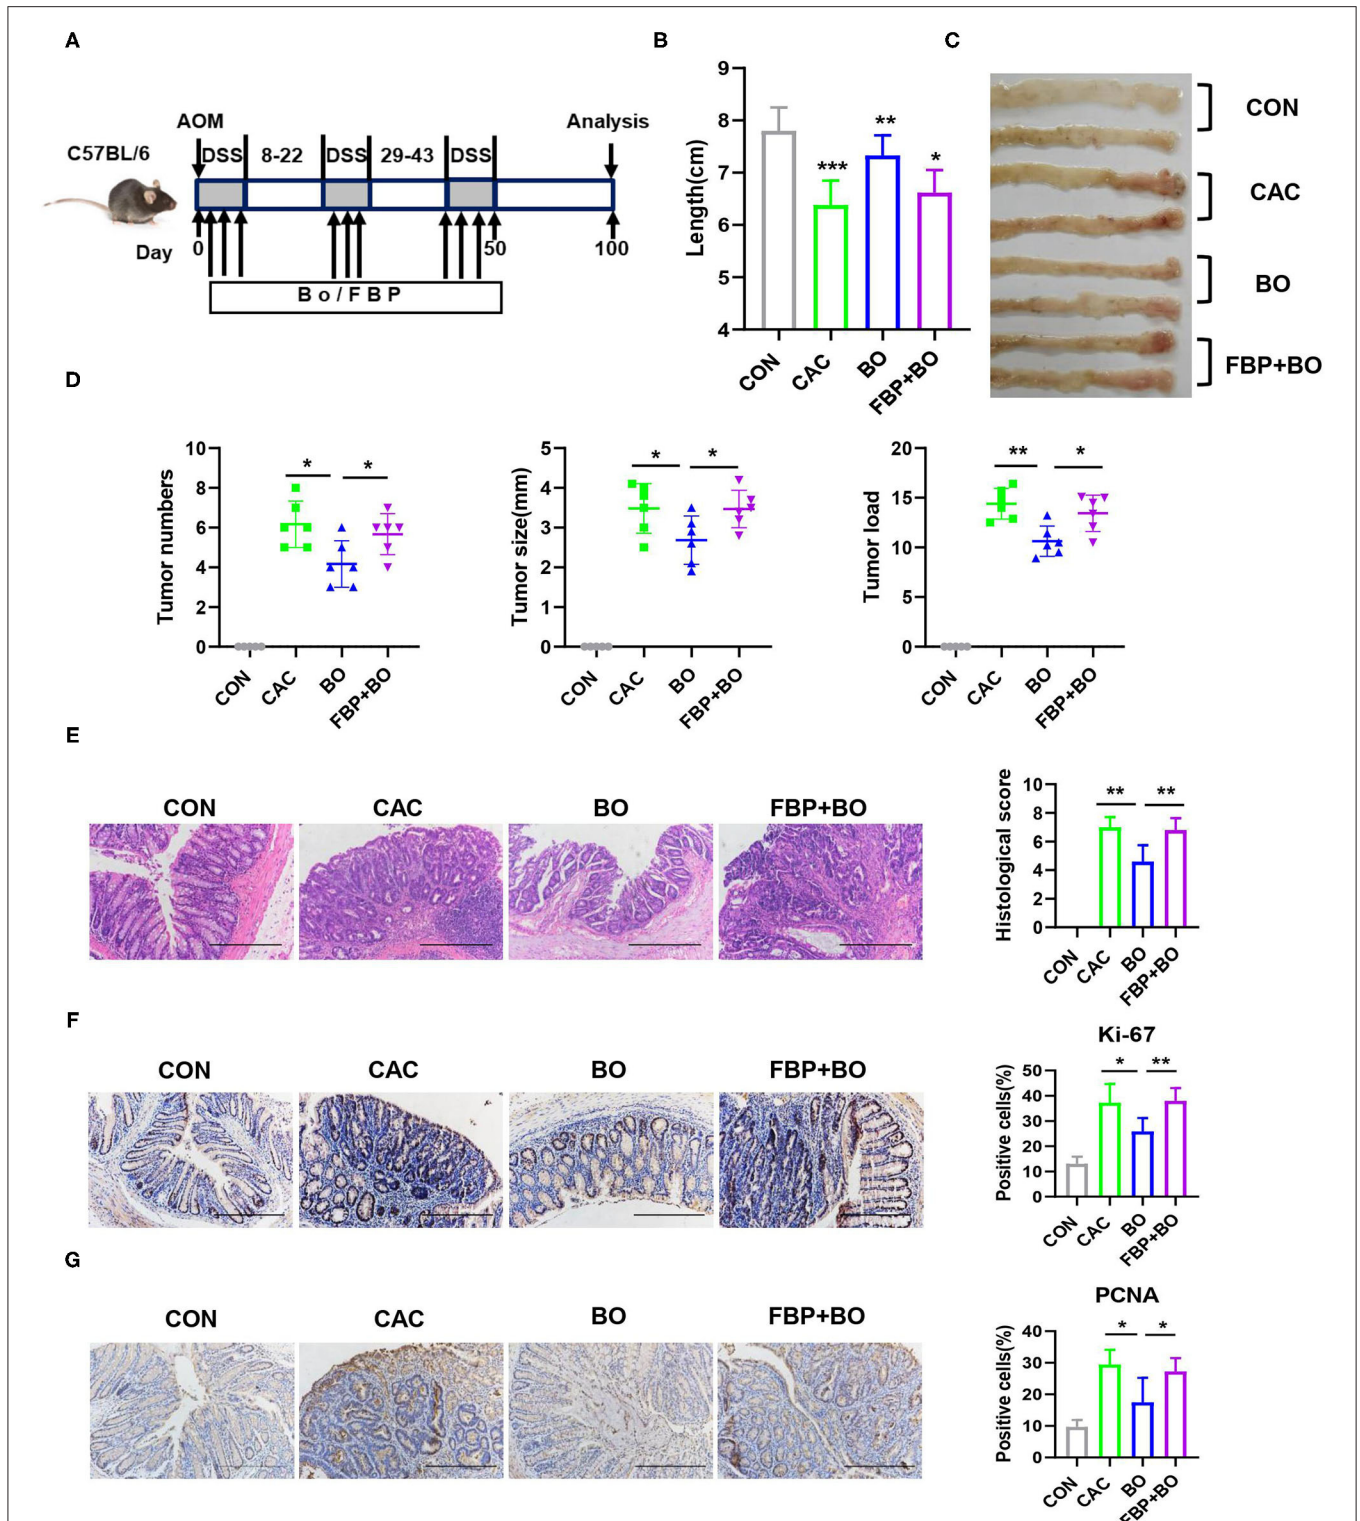 A
AOM
Analysis
C57BL/6
DSS 8-22 DSS 29-43 DSS
Day 0 50 100
Bo/FBP
B
Length(cm)
9
8
7
6
5
4
***
**
*
CON CAC BO FBP+BO
C
CON
CAC
BO
FBP+BO
D
Tumor numbers
10
8
6
4
2
0
* *
CON CAC BO FBP+BO
Tumor size(mm)
5
4
3
2
1
0
* *
CON CAC BO FBP+BO
Tumor load
20
15
10
5
0
** *
CON CAC BO FBP+BO
E
CON CAC BO FBP+BO
Histological score
10
8
6
4
2
0
** **
CON CAC BO FBP+BO
F
CON CAC BO FBP+BO
Ki-67
Positive cells(%)
50
40
30
20
10
0
* **
CON CAC BO FBP+BO
G
CON CAC BO FBP+BO
PCNA
Positive cells(%)
40
30
20
10
0
* *
CON CAC BO FBP+BO